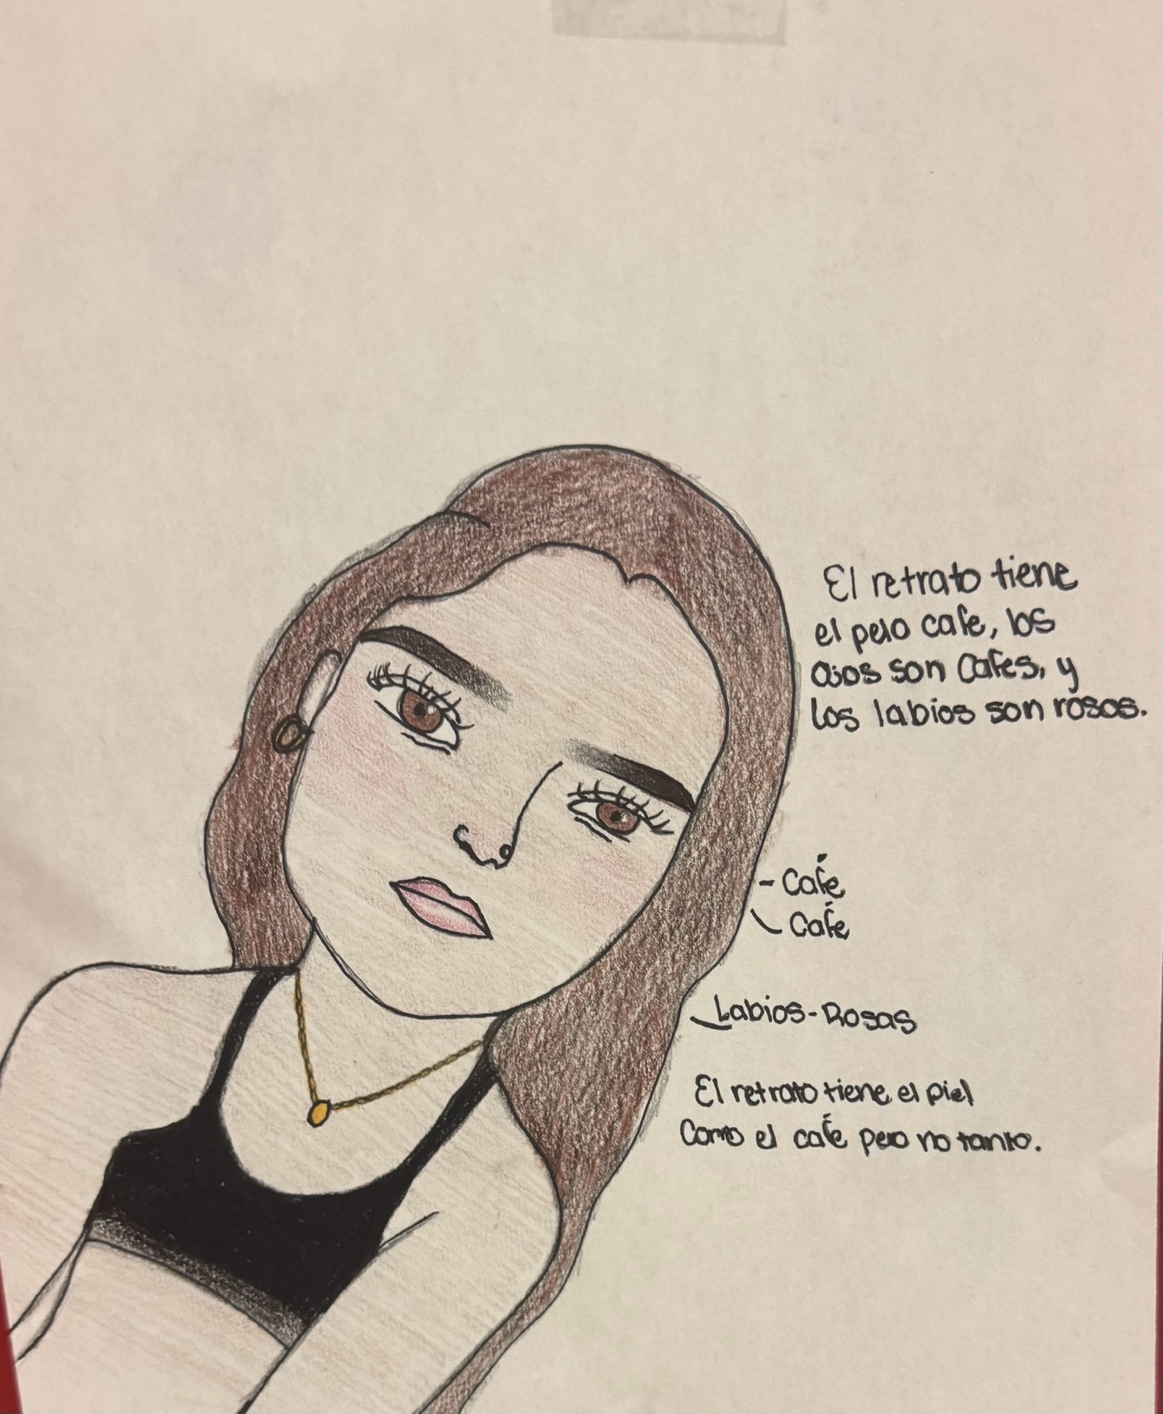 El retrato tiene
el pelo cafe, los
Ojos son Cafes, y
los labios son rosos.
- Café
Café
Labios-Rosas
El retrato tiene el piel
Como el café pero no tanto.